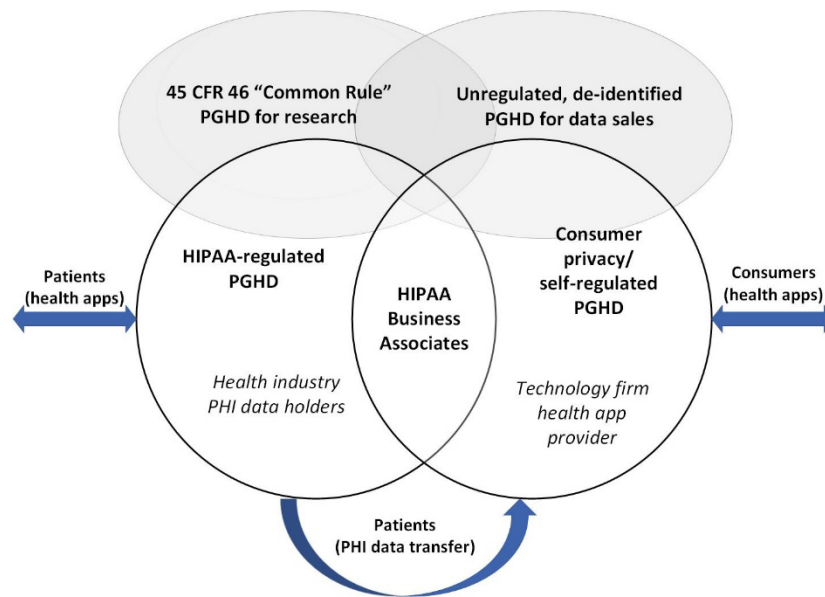 45 CFR 46 “Common Rule”
PGHD for research
Unregulated, de-identified
PGHD for data sales
Patients
(health apps)
HIPAA-regulated
PGHD
HIPAA
Business
Associates
Consumer
privacy/
self-regulated
PGHD
Consumers
(health apps)
Health industry
PHI data holders
Technology firm
health app
provider
Patients
(PHI data transfer)